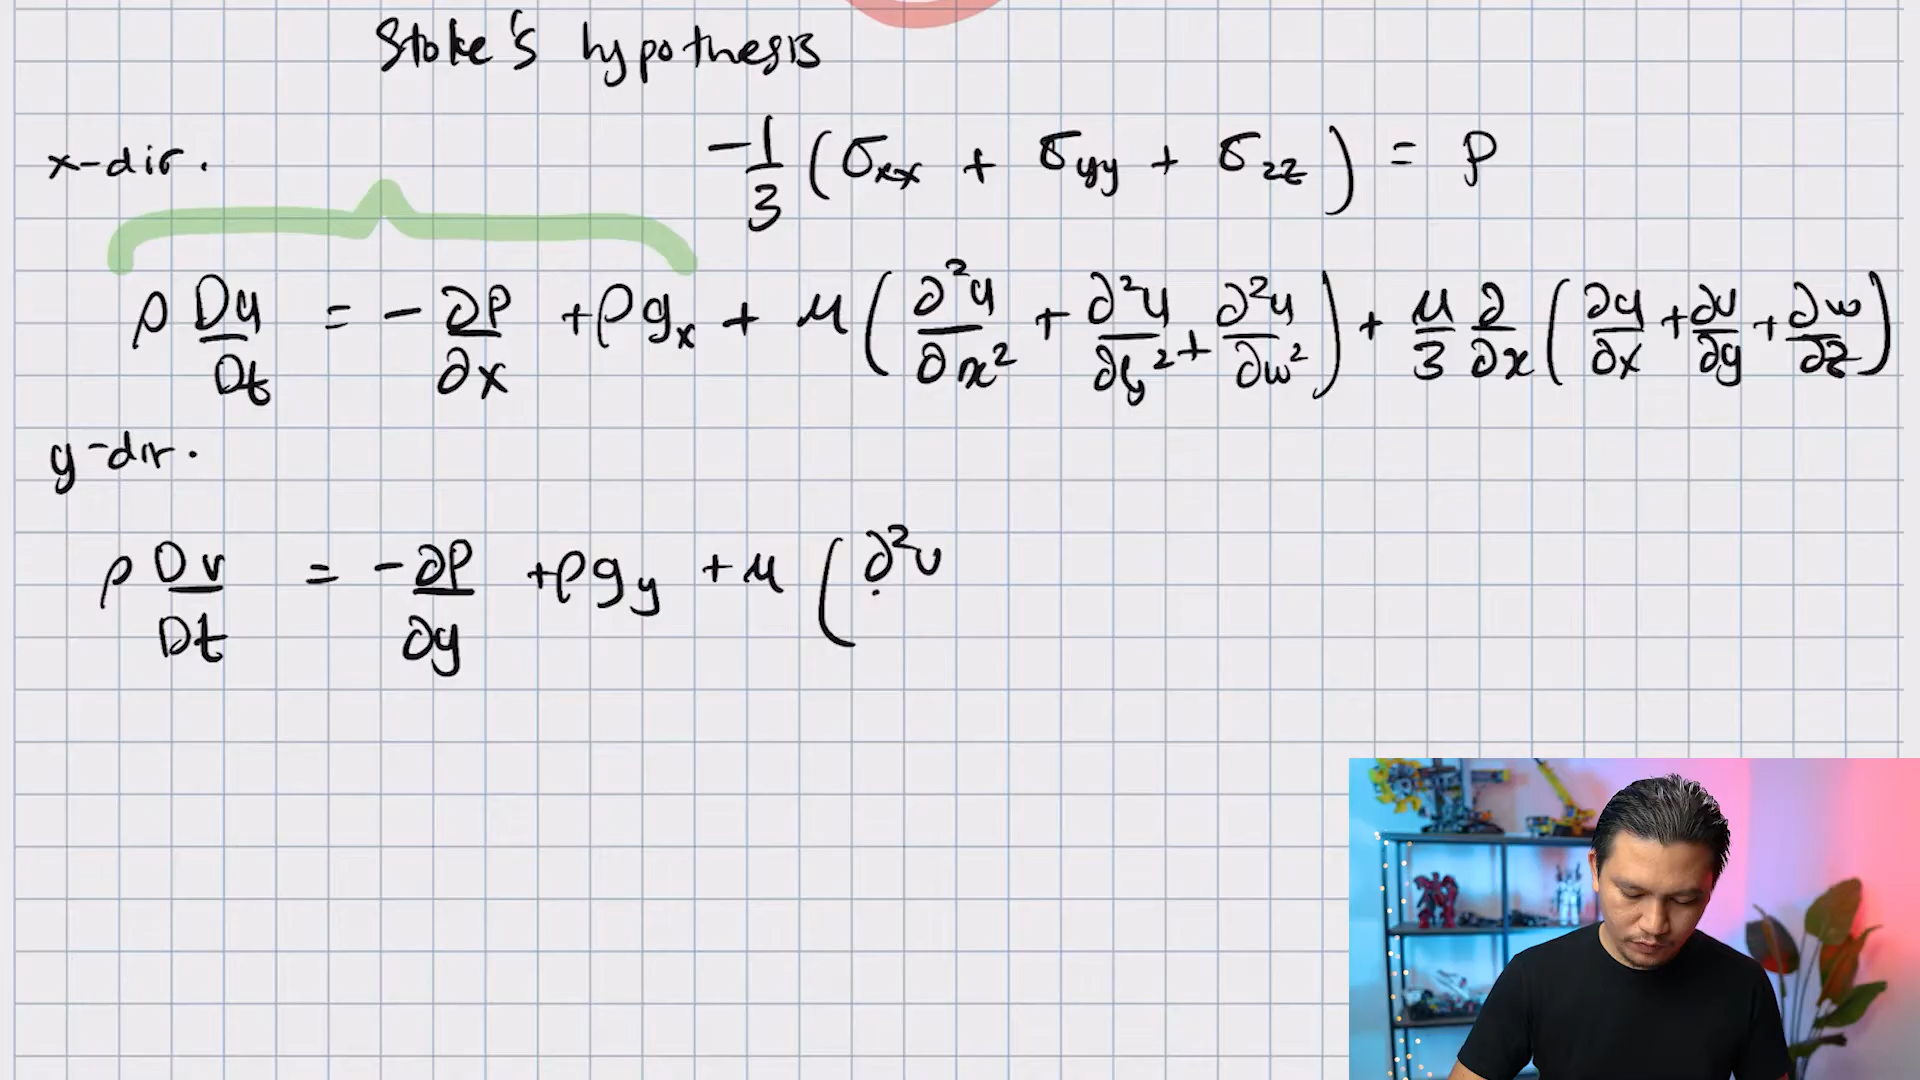 Stoke's hypothesis
x-dir.
-1/3 (σxx + σyy + σzz) = P
ρ Du/Dt = - ∂P/∂x + ρgx + μ(∂²u/∂x² + ∂²u/∂y² + ∂²u/∂w²) + μ/3 ∂/∂x (∂u/∂x + ∂v/∂y + ∂w/∂z)
y-dir.
ρ Dv/Dt = - ∂P/∂y + ρgy + μ (∂²v